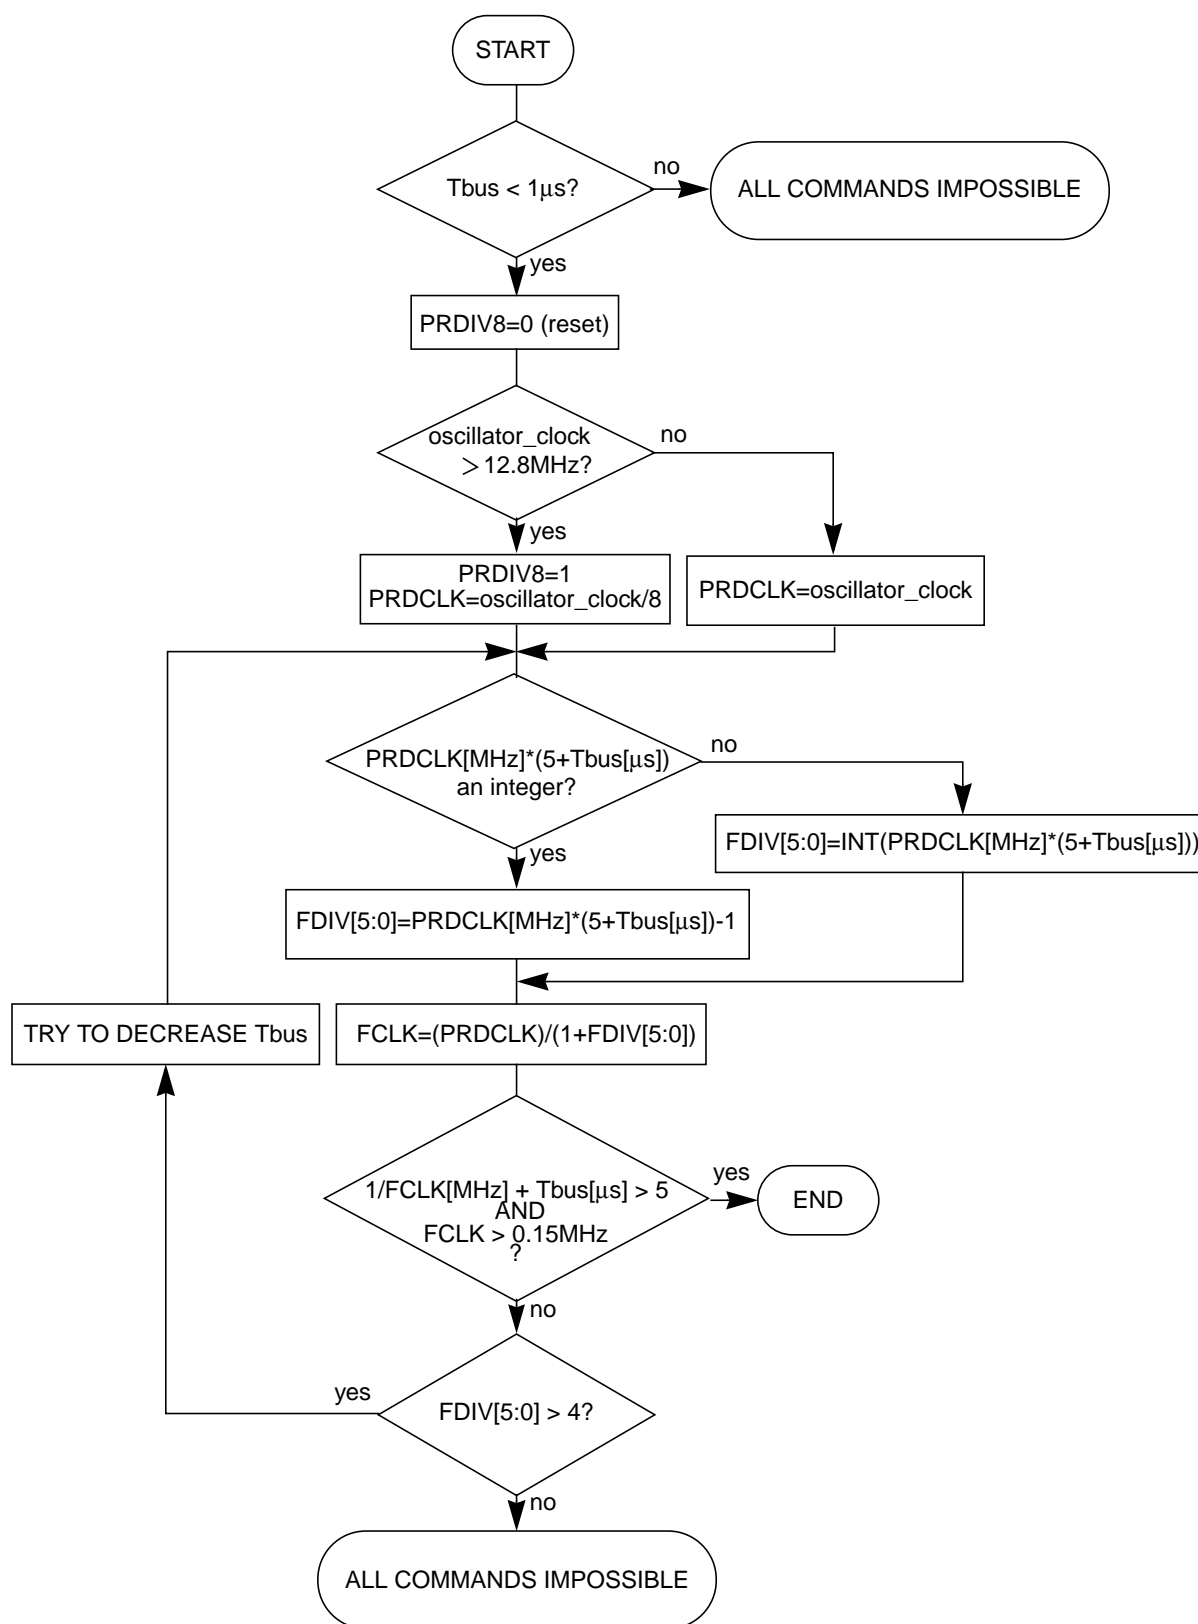 START
Tbus < 1μs?
no
ALL COMMANDS IMPOSSIBLE
yes
PRDIV8=0 (reset)
oscillator_clock
> 12.8MHz?
no
yes
PRDIV8=1
PRDCLK=oscillator_clock/8
PRDCLK=oscillator_clock
PRDCLK[MHz]*(5+Tbus[μs])
an integer?
no
yes
FDIV[5:0]=INT(PRDCLK[MHz]*(5+Tbus[μs]))
FDIV[5:0]=PRDCLK[MHz]*(5+Tbus[μs])-1
TRY TO DECREASE Tbus
FCLK=(PRDCLK)/(1+FDIV[5:0])
1/FCLK[MHz] + Tbus[μs] > 5
AND
FCLK > 0.15MHz
?
yes
END
no
yes
FDIV[5:0] > 4?
no
ALL COMMANDS IMPOSSIBLE